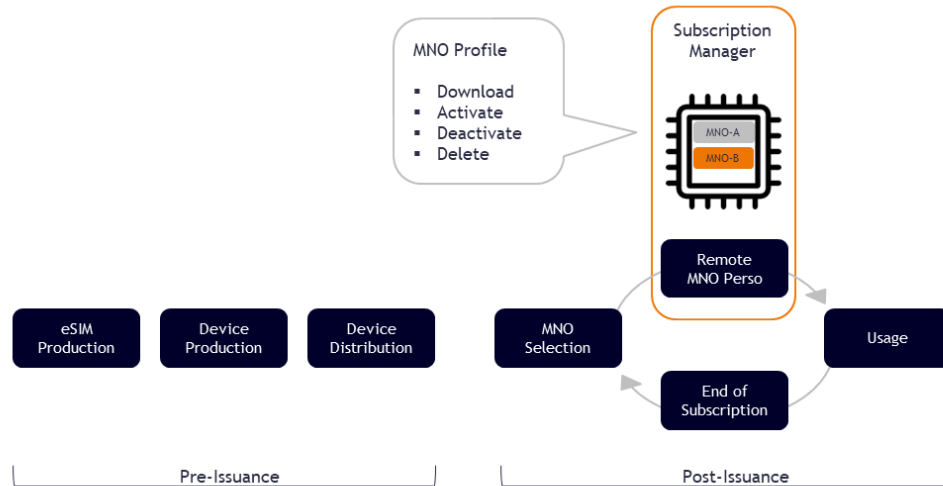 MNO Profile
▪ Download
▪ Activate
▪ Deactivate
▪ Delete
Subscription
Manager
MNO-A
MNO-B
Remote
MNO Perso
eSIM
Production
Device
Production
Device
Distribution
MNO
Selection
Usage
End of
Subscription
Pre-Issuance
Post-Issuance